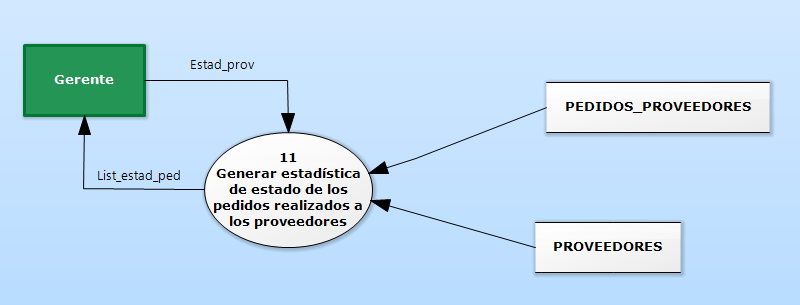 Estad_prov
Gerente
PEDIDOS_PROVEEDORES
11
Generar estadística
de estado de los
pedidos realizados a
los proveedores
List_estad_ped
PROVEEDORES